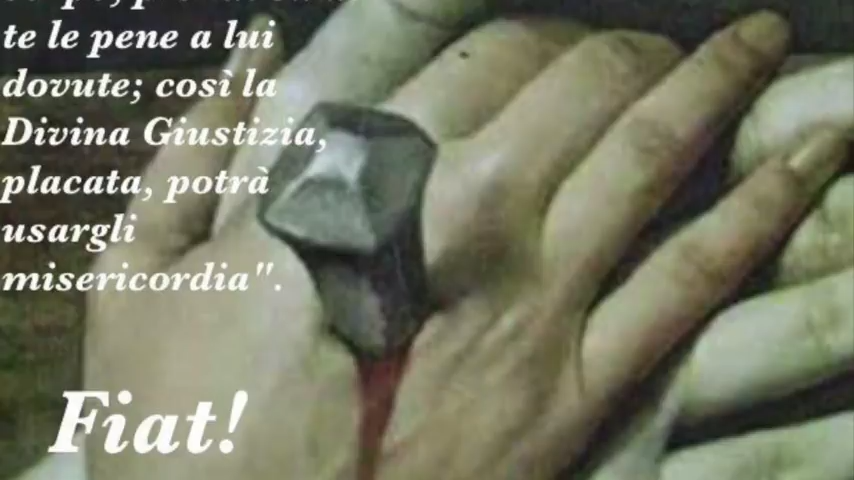 te le pene a lui
dovute; così la
Divina Giustizia,
placata, potrà
usargli
misericordia".
Fiat!